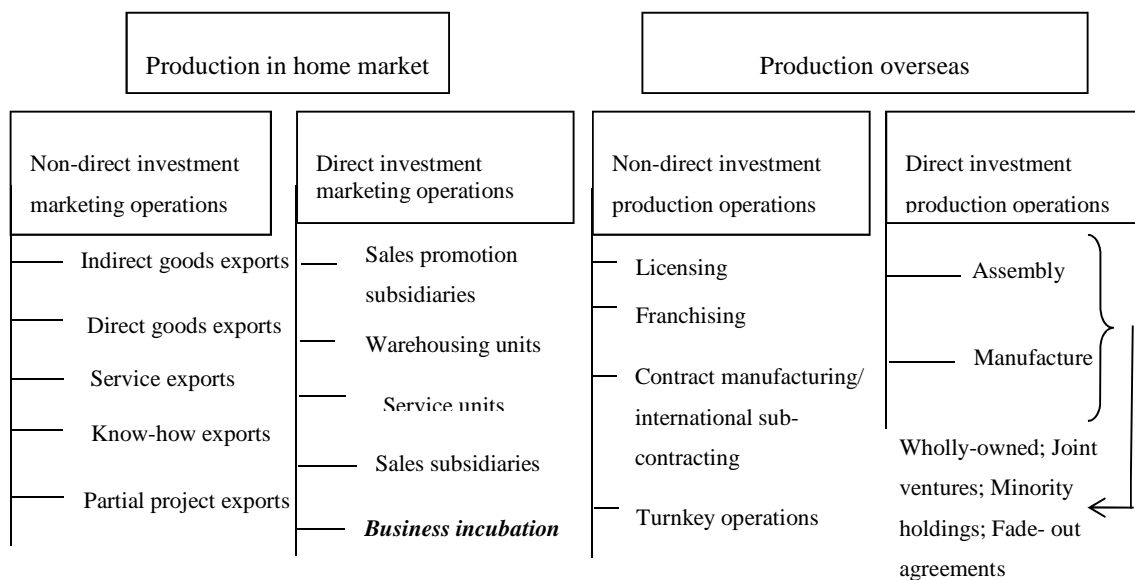 Production in home market
Production overseas
Non-direct investment
marketing operations
Direct investment
marketing operations
Non-direct investment
production operations
Direct investment
production operations
Indirect goods exports
Direct goods exports
Service exports
Know-how exports
Partial project exports
Sales promotion
subsidiaries
Warehousing units
Service units
Sales subsidiaries
Business incubation
Licensing
Franchising
Contract manufacturing/
international sub-
contracting
Turnkey operations
Assembly
Manufacture
Wholly-owned; Joint
ventures; Minority
holdings; Fade- out
agreements